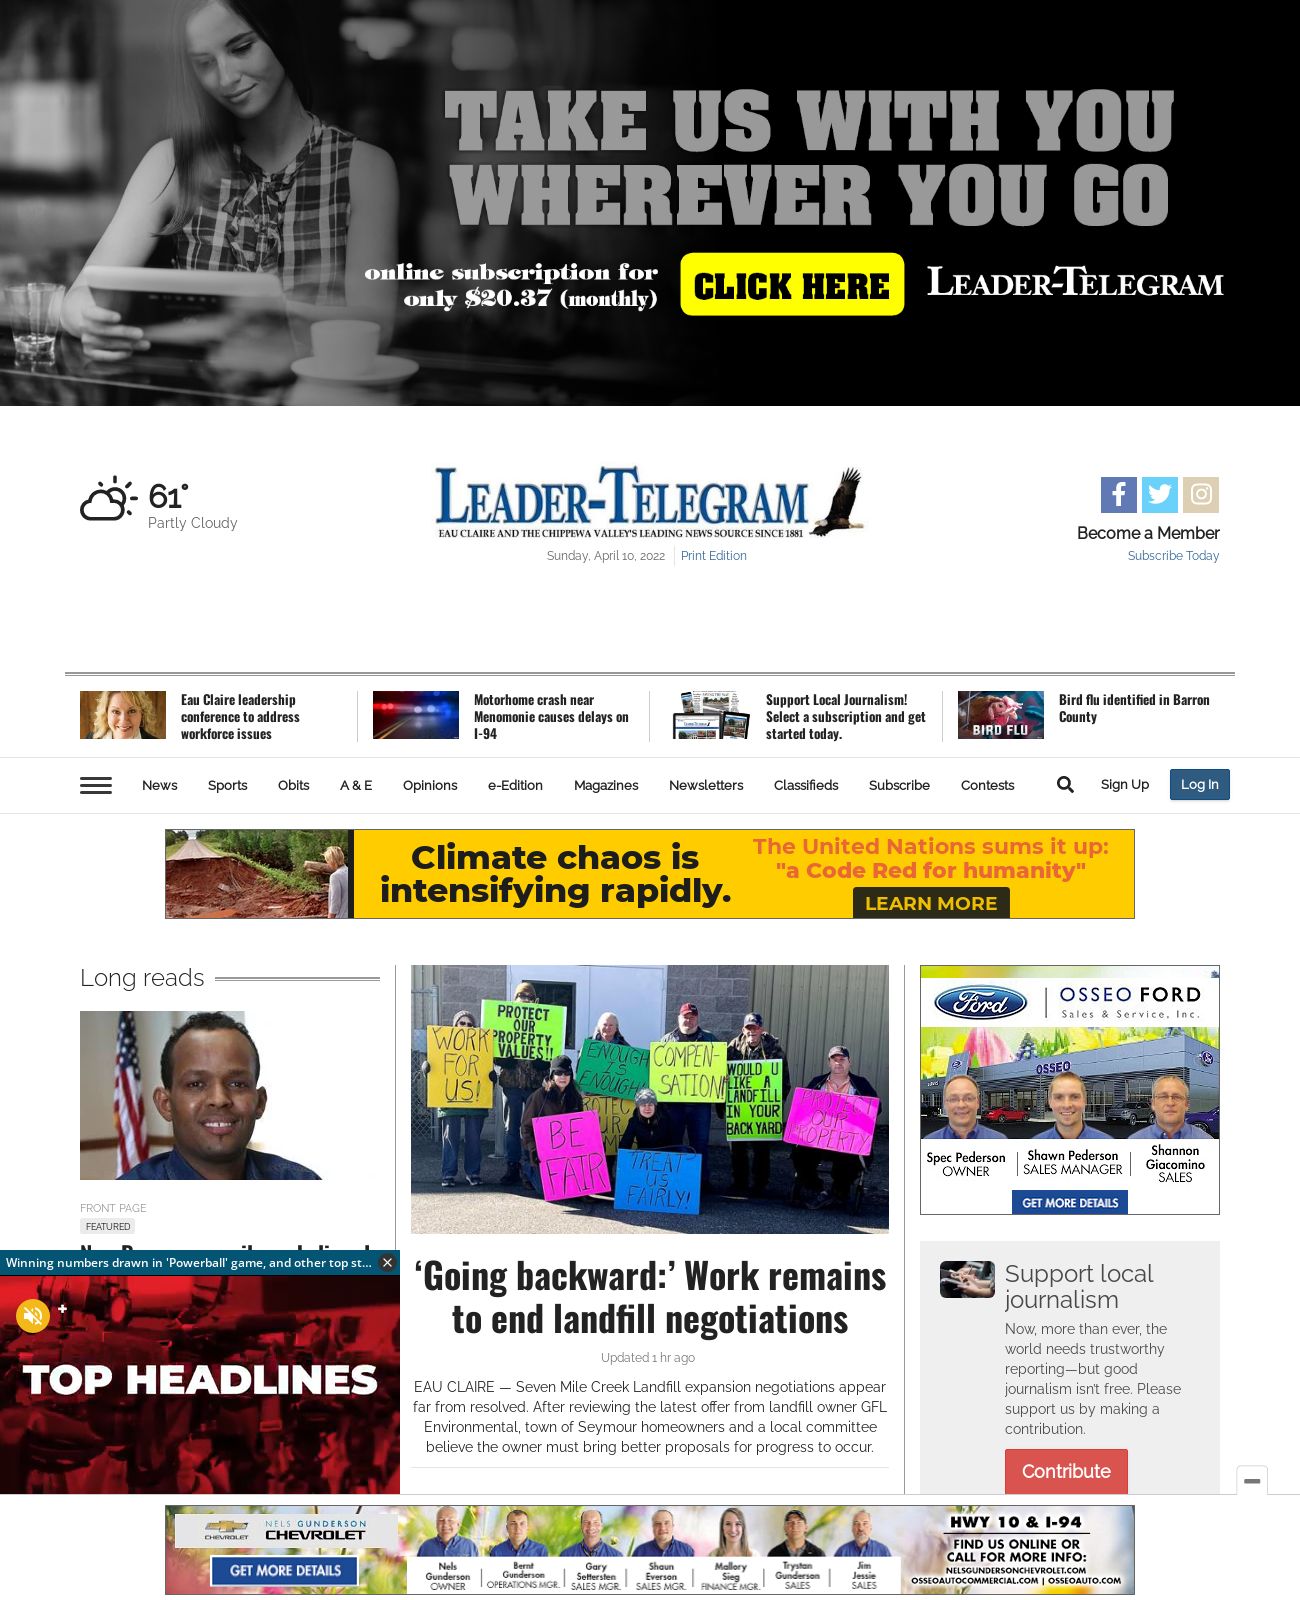 TAKE US WITH YOU
WHEREVER YOU GO
online subscription for
only $20.37 (monthly)
CLICK HERE
LEADER-TELEGRAM
61°
Partly Cloudy
LEADER-TELEGRAM
EAU CLAIRE AND THE CHIPPEWA VALLEY'S LEADING NEWS SOURCE SINCE 1881
Sunday, April 10, 2022
Print Edition
Become a Member
Subscribe Today
Eau Claire leadership
conference to address
workforce issues
Motorhome crash near
Menomonie causes delays on
I-94
Support Local Journalism!
Select a subscription and get
started today.
BIRD FLU
Bird flu identified in Barron
County
News
Sports
Obits
A & E
Opinions
e-Edition
Magazines
Newsletters
Classifieds
Subscribe
Contests
Sign Up
Log In
Climate chaos is
intensifying rapidly.
The United Nations sums it up:
"a Code Red for humanity"
LEARN MORE
Long reads
FRONT PAGE
FEATURED
Winning numbers drawn in 'Powerball' game, and other top st...
TOP HEADLINES
WORK
FOR
US!
PROTECT
OUR
PROPERTY
VALUES!!
ENOUGH
IS
ENOUGH!
COMPEN-
SATION!
WOULD U
LIKE A
LANDFILL
IN YOUR
BACK YARD
PROTECT
OUR
PROPERTY
BE
FAIR
TREAT
US
FAIRLY!
‘Going backward:’ Work remains
to end landfill negotiations
Updated 1 hr ago
EAU CLAIRE — Seven Mile Creek Landfill expansion negotiations appear
far from resolved. After reviewing the latest offer from landfill owner GFL
Environmental, town of Seymour homeowners and a local committee
believe the owner must bring better proposals for progress to occur.
Ford
OSSEO FORD
Sales & Service, Inc.
OSSEO
Spec Pederson
OWNER
Shawn Pederson
SALES MANAGER
Shannon
Giacomino
SALES
GET MORE DETAILS
Support local
journalism
Now, more than ever, the
world needs trustworthy
reporting—but good
journalism isn't free. Please
support us by making a
contribution.
Contribute
CHEVROLET
NELS GUNDERSON
CHEVROLET
GET MORE DETAILS
Nels
Gunderson
OWNER
Bernt
Gunderson
OPERATIONS MGR.
Gary
Settersten
SALES MGR.
Shaun
Everson
SALES MGR.
Mallory
Sieg
FINANCE MGR.
Trystan
Gunderson
SALES
Jim
Jessie
SALES
HWY 10 & I-94
FIND US ONLINE OR
CALL FOR MORE INFO:
NELSGUNDERSONCHEVROLET.COM
OSSEOAUTOCOMMERCIAL.COM | OSSEOAUTO.COM